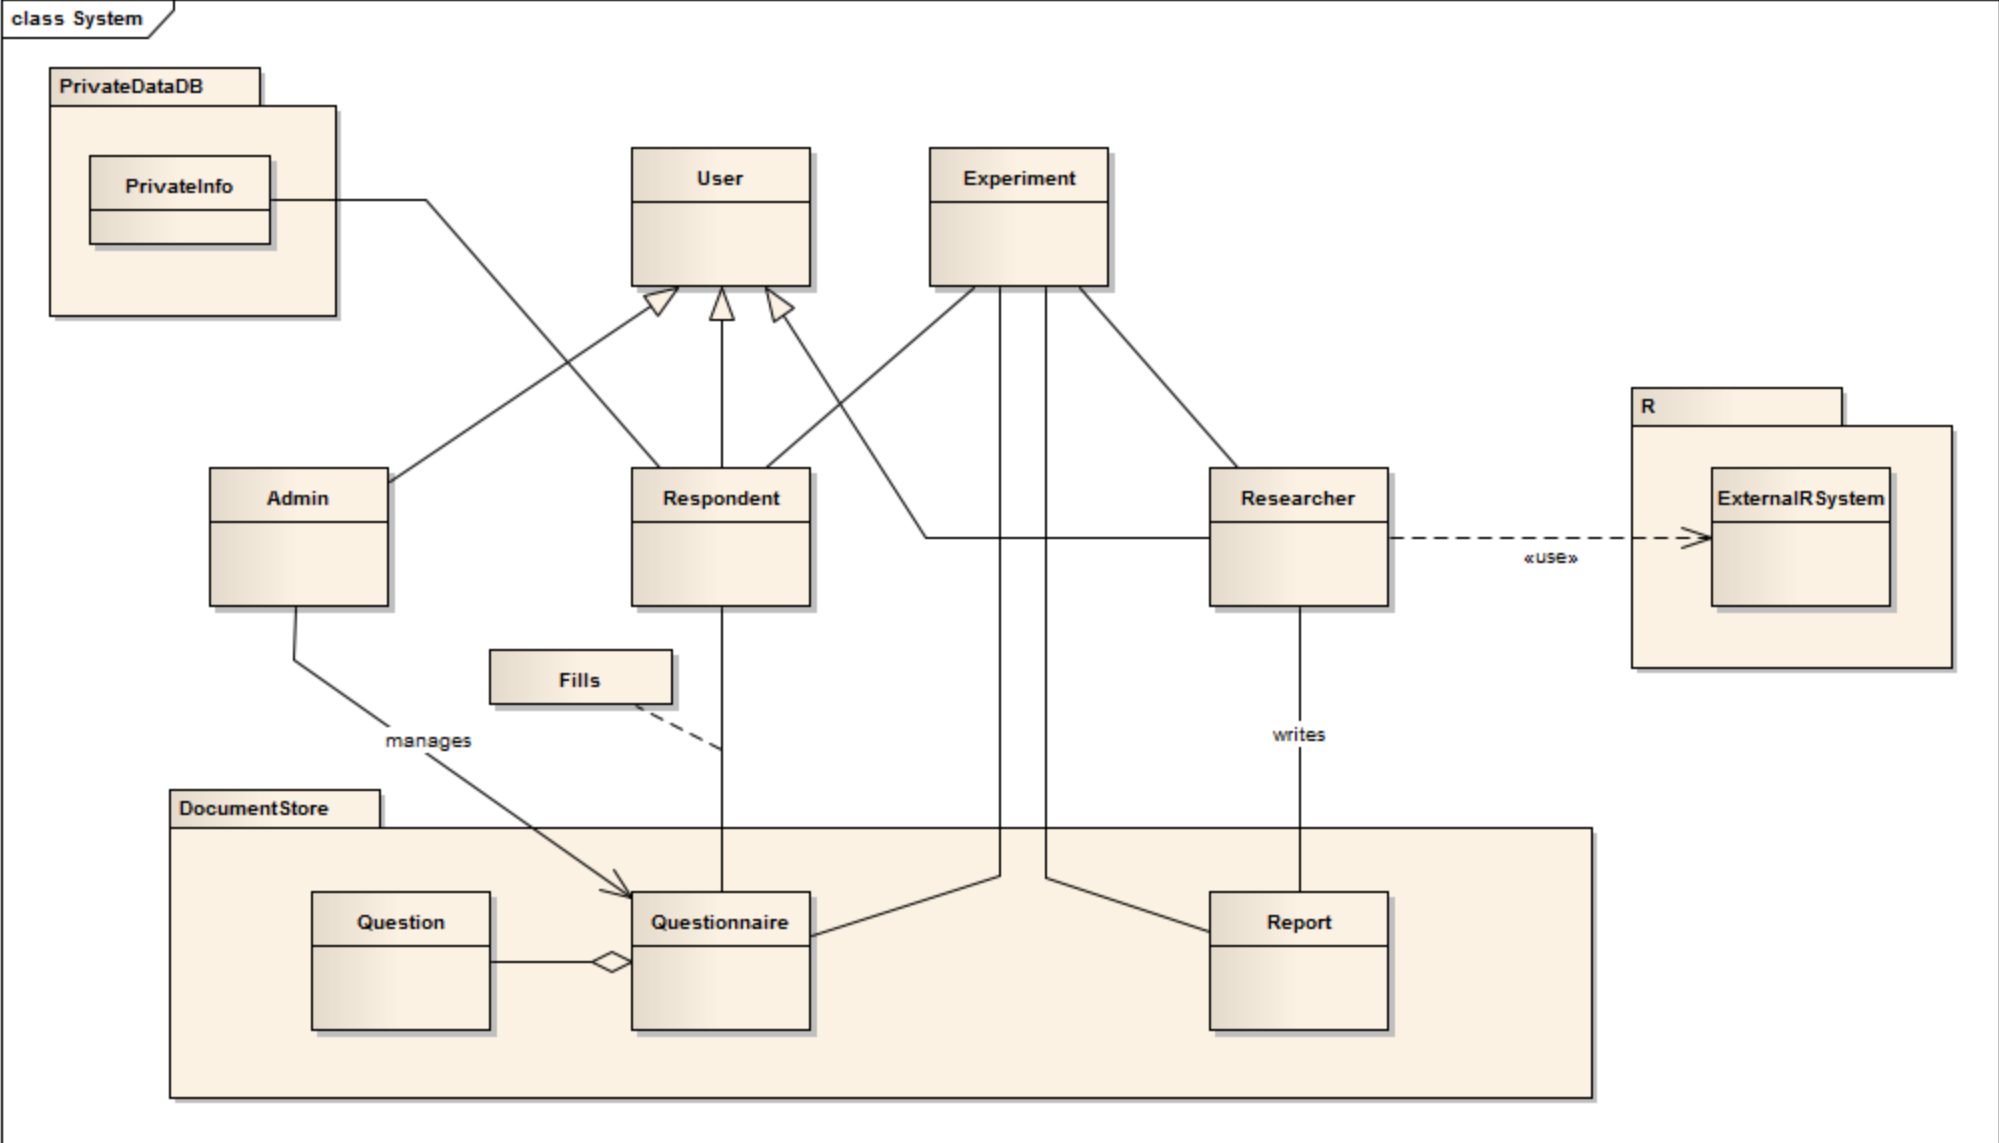 class System
PrivateDataDB
PrivateInfo
User
Experiment
R
Admin
Respondent
Researcher
ExternalRSystem
«use»
Fills
manages
writes
DocumentStore
Question
Questionnaire
Report